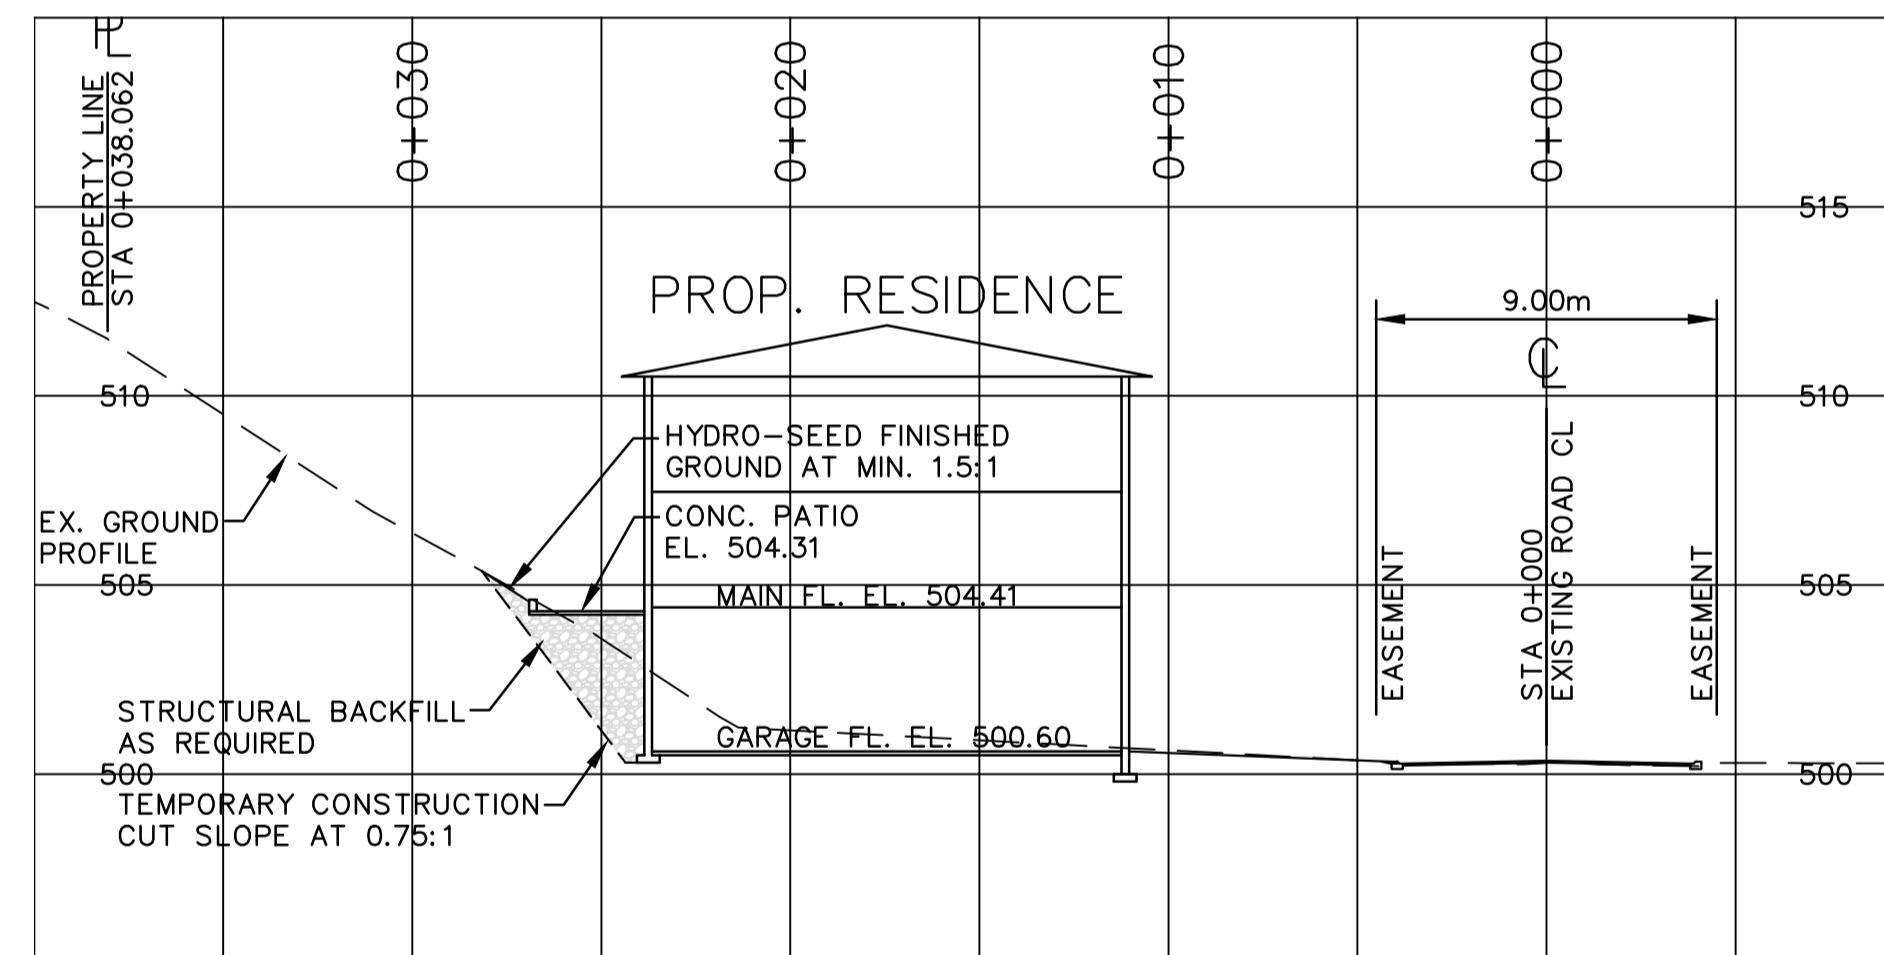 PL
PROPERTY LINE
STA 0+038.062
0+030
0+020
0+010
0+000
515
PROP. RESIDENCE
9.00m
CL
510
510
HYDRO-SEED FINISHED
GROUND AT MIN. 1.5:1
EX. GROUND
PROFILE
CONC. PATIO
EL. 504.31
505
MAIN FL. EL. 504.41
505
EASEMENT
STA 0+000
EXISTING ROAD CL
EASEMENT
STRUCTURAL BACKFILL
AS REQUIRED
GARAGE FL. EL. 500.60
500
500
TEMPORARY CONSTRUCTION
CUT SLOPE AT 0.75:1